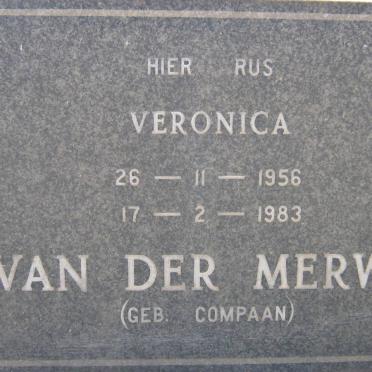 HIER RUS
VERONICA
26 — 11 — 1956
17 — 2 — 1983
VAN DER MERW
(GEB. COMPAAN)